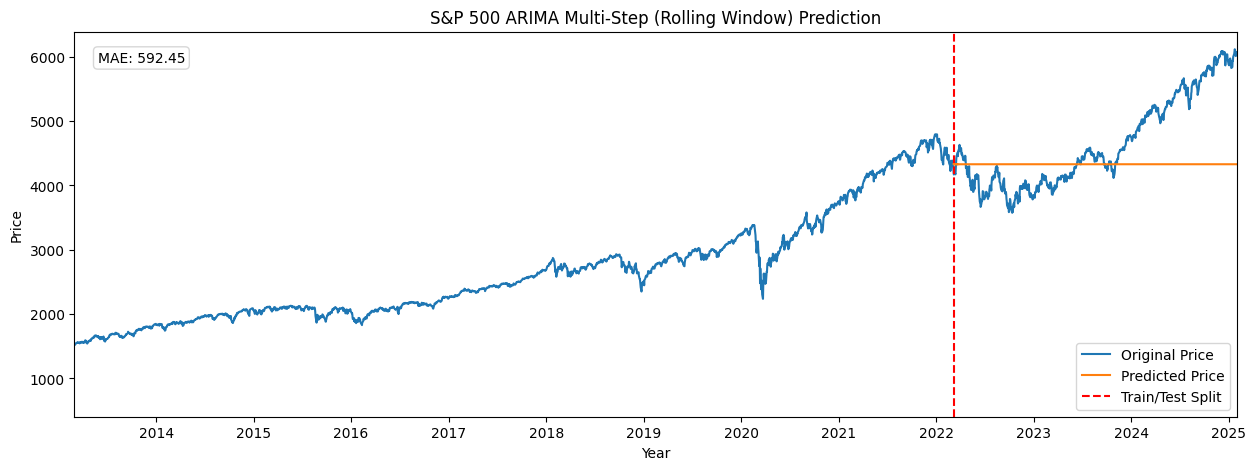 S&P 500 ARIMA Multi-Step (Rolling Window) Prediction
MAE: 592.45
Price
6000
5000
4000
3000
2000
1000
Original Price
Predicted Price
Train/Test Split
2014 2015 2016 2017 2018 2019 2020 2021 2022 2023 2024 2025
Year